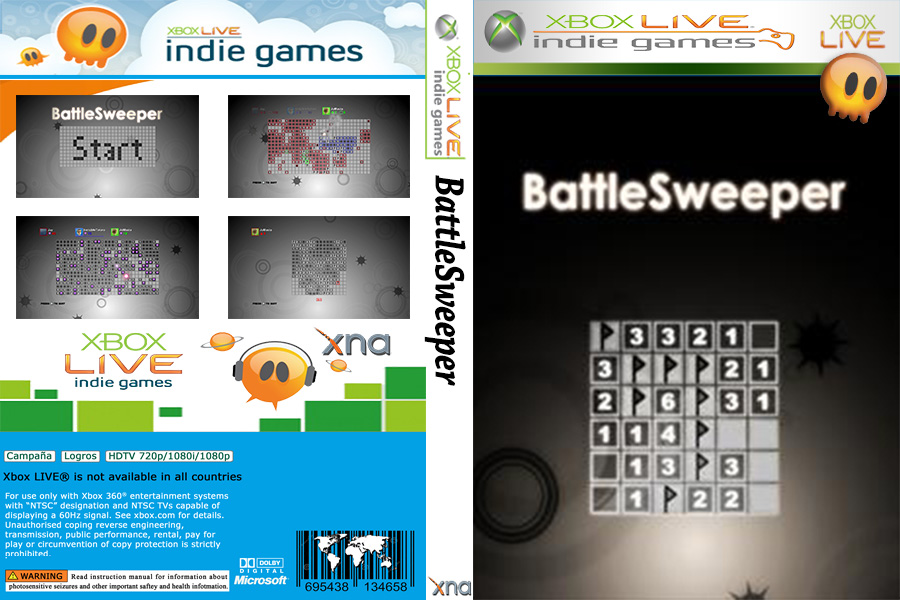 XBOX LIVE
indie games
BattleSweeper
Start
XBOX
LIVE
indie games
xna
Campaña Logros HDTV 720p/1080i/1080p
Xbox LIVE® is not available in all countries
For use only with Xbox 360® entertainment systems
with “NTSC” designation and NTSC TVs capable of
displaying a 60Hz signal. See xbox.com for details.
Unauthorised coping reverse engineering,
transmission, public performance, rental, pay for
play or circumvention of copy protection is strictly
prohibited.
WARNING Read instruction manual for information about
photosensitive seizures and other important saftey and health infotmation.
DOLBY
DIGITAL
Microsoft
695438 134658
XBOX LIVE
indie games
BattleSweeper
xna
XBOX LIVE
indie games
XBOX
LIVE
BattleSweeper
3 3 2 1
3 2 1
2 6 3 1
1 1 4
1 3 3
1 2 2